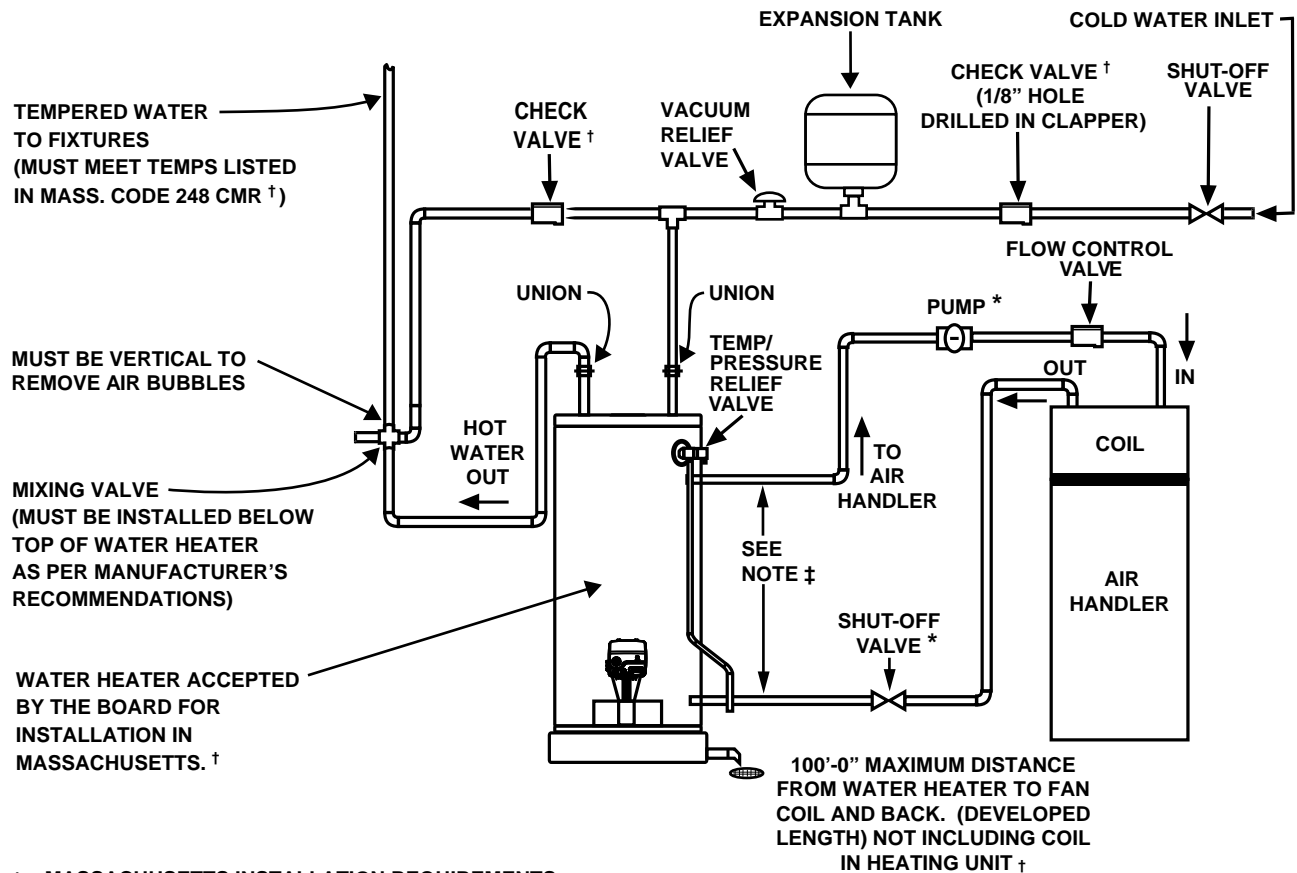 EXPANSION TANK
COLD WATER INLET
CHECK VALVE †
(1/8” HOLE
DRILLED IN CLAPPER)
SHUT-OFF
VALVE
TEMPERED WATER
TO FIXTURES
(MUST MEET TEMPS LISTED
IN MASS. CODE 248 CMR †)
CHECK
VALVE †
VACUUM
RELIEF
VALVE
FLOW CONTROL
VALVE
UNION
UNION
PUMP *
TEMP/
PRESSURE
RELIEF
VALVE
MUST BE VERTICAL TO
REMOVE AIR BUBBLES
OUT
IN
HOT
WATER
OUT
COIL
TO
AIR
HANDLER
MIXING VALVE
(MUST BE INSTALLED BELOW
TOP OF WATER HEATER
AS PER MANUFACTURER’S
RECOMMENDATIONS)
SEE
NOTE ‡
AIR
HANDLER
SHUT-OFF
VALVE *
WATER HEATER ACCEPTED
BY THE BOARD FOR
INSTALLATION IN
MASSACHUSETTS. †
100’-0” MAXIMUM DISTANCE
FROM WATER HEATER TO FAN
COIL AND BACK. (DEVELOPED
LENGTH) NOT INCLUDING COIL
IN HEATING UNIT †
MASSACHUSETTS INSTALLATION REQUIREMENTS